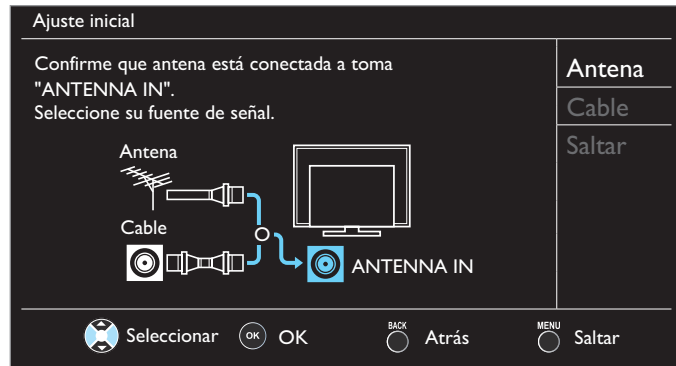 Ajuste inicial
Confirme que antena está conectada a toma
"ANTENNA IN".
Seleccione su fuente de señal.
Antena
Cable
Saltar
Antena
Cable
ANTENNA IN
Seleccionar
OK
OK
BACK
Atrás
MENU
Saltar